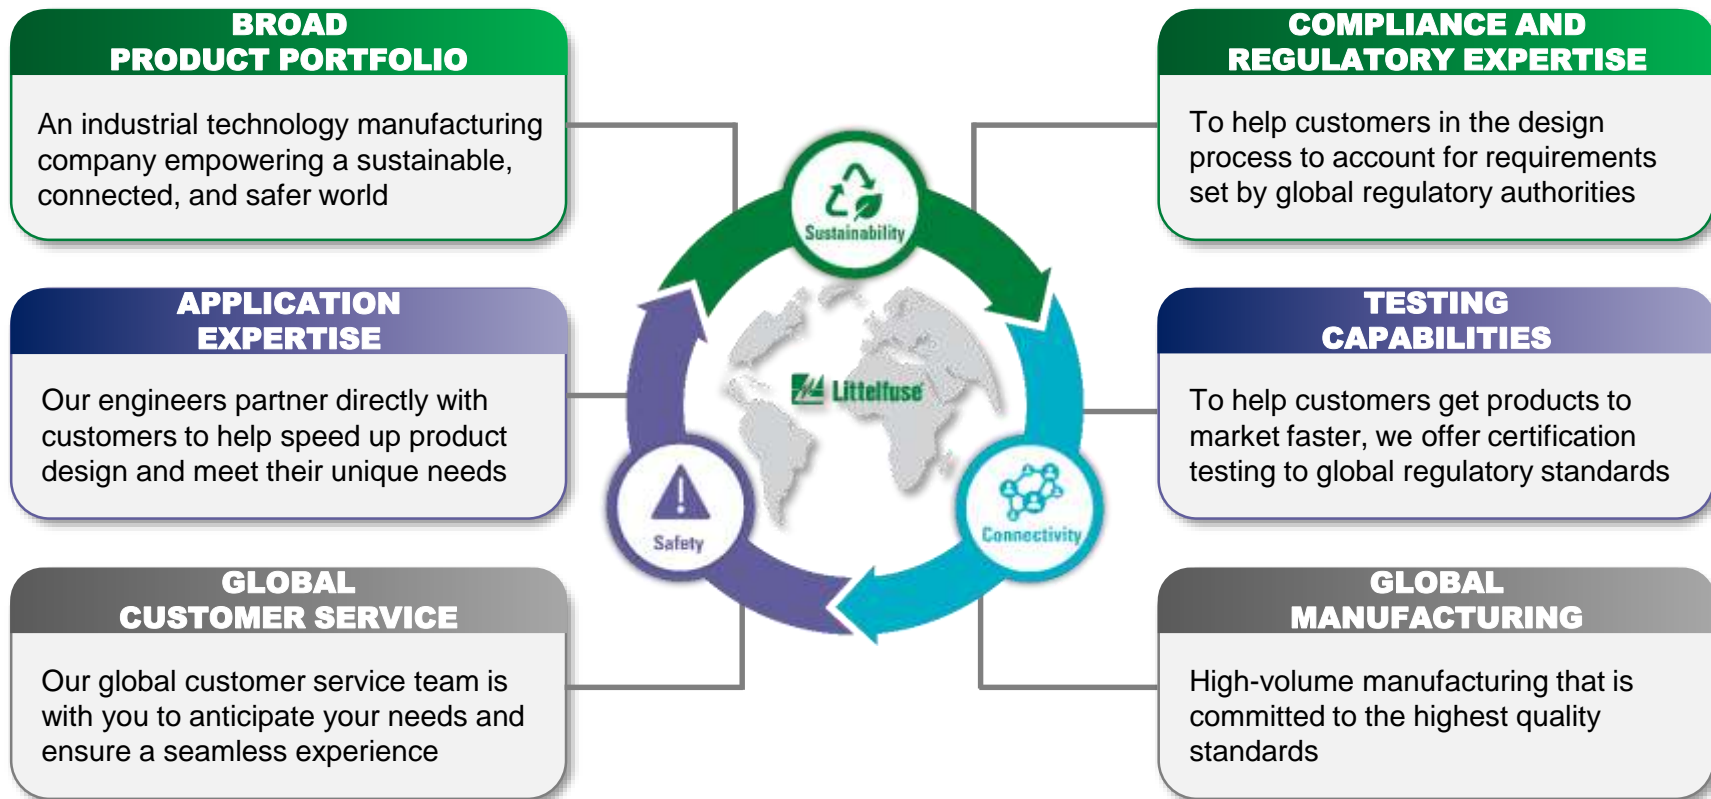 BROAD
PRODUCT PORTFOLIO
An industrial technology manufacturing
company empowering a sustainable,
connected, and safer world
APPLICATION
EXPERTISE
Our engineers partner directly with
customers to help speed up product
design and meet their unique needs
GLOBAL
CUSTOMER SERVICE
Our global customer service team is
with you to anticipate your needs and
ensure a seamless experience
Sustainability
Littelfuse
Safety
Connectivity
COMPLIANCE AND
REGULATORY EXPERTISE
To help customers in the design
process to account for requirements
set by global regulatory authorities
TESTING
CAPABILITIES
To help customers get products to
market faster, we offer certification
testing to global regulatory standards
GLOBAL
MANUFACTURING
High-volume manufacturing that is
committed to the highest quality
standards